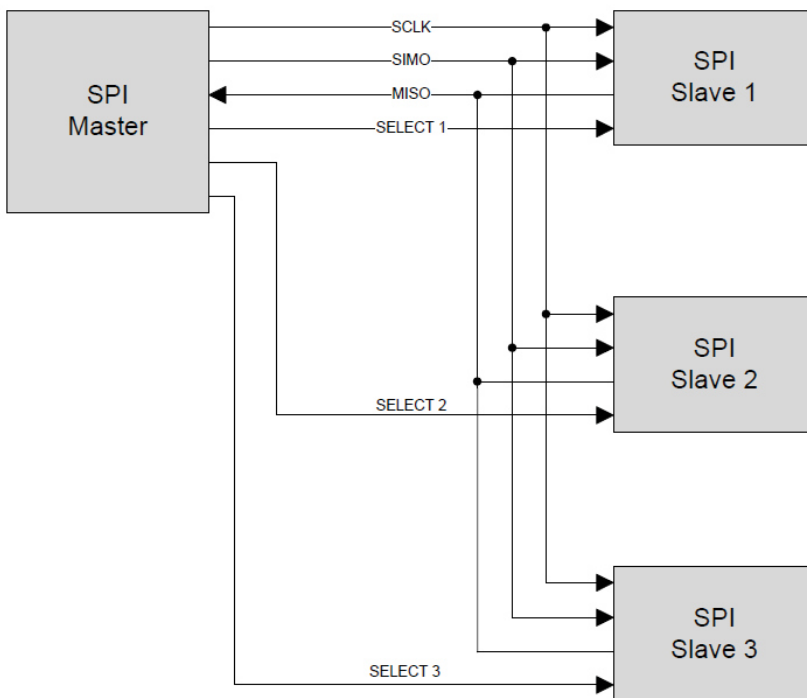 SPI
Master
SCLK
SIMO
MISO
SELECT 1
SPI
Slave 1
SPI
Slave 2
SELECT 2
SPI
Slave 3
SELECT 3